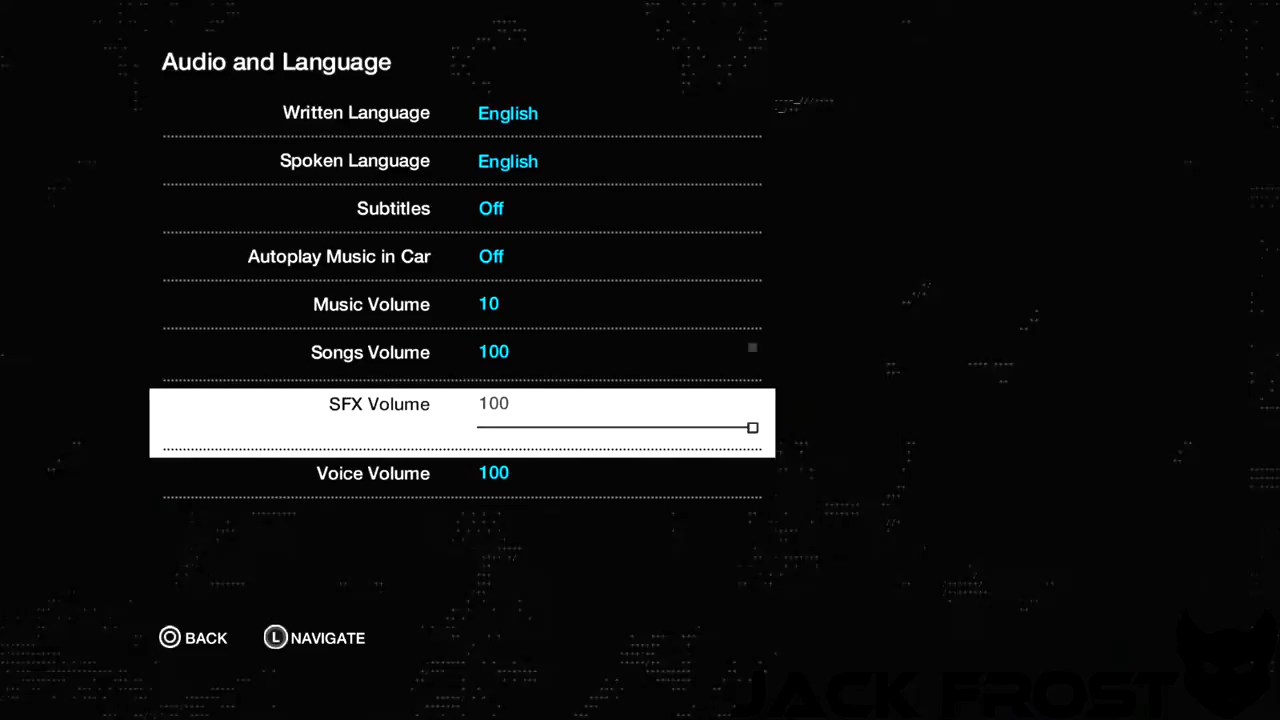 Audio and Language
Written Language English
Spoken Language English
Subtitles Off
Autoplay Music in Car Off
Music Volume 10
Songs Volume 100
SFX Volume 100
Voice Volume 100
BACK L NAVIGATE
JACK FROST